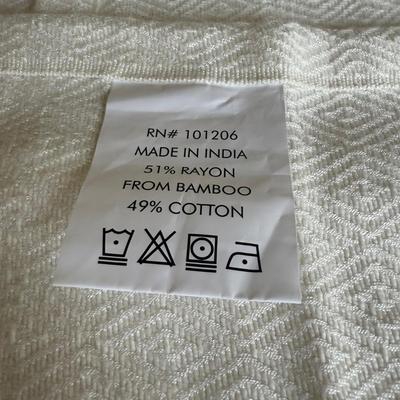 RN# 101206
MADE IN INDIA
51% RAYON
FROM BAMBOO
49% COTTON